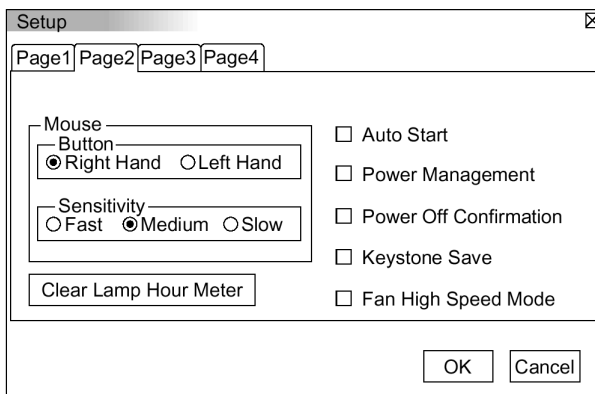 Setup
Page1 Page2 Page3 Page4
Mouse
Button
Right Hand Left Hand
Sensitivity
Fast Medium Slow
Clear Lamp Hour Meter
Auto Start
Power Management
Power Off Confirmation
Keystone Save
Fan High Speed Mode
OK Cancel